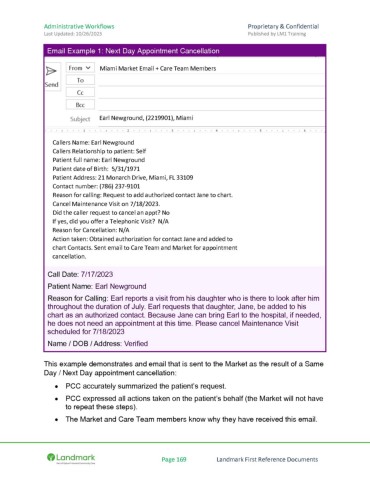 Administrative Workflows Proprietary & Confidential
Last Updated: 10/30/2023 Published by LM1 Training
Email Example 1: Next Day Appointment Cancellation
Send
From Miami Market Email + Care Team Members
To
Cc
Bcc
Subject Earl Newground, (2219901), Miami
Callers Name: Earl Newground
Callers Relationship to patient: Self
Patient full name: Earl Newground
Patient date of Birth: 5/31/1971
Patient Address: 21 Monarch Drive, Miami, FL 33109
Contact number: (786) 237-9101
Reason for calling: Request to add authorized contact Jane to chart.
Cancel Maintenance Visit on 7/18/2023.
Did the caller request to cancel an appt? No
If yes, did you offer a Telephonic Visit? N/A
Reason for Cancellation: N/A
Action taken: Obtained authorization for contact Jane and added to
chart Contacts. Sent email to Care Team and Market for appointment
cancellation.
Call Date: 7/17/2023
Patient Name: Earl Newground
Reason for Calling: Earl reports a visit from his daughter who is there to look after him
throughout the duration of July. Earl requests that daughter, Jane, be added to his
chart as an authorized contact. Because Jane can bring Earl to the hospital, if needed,
he does not need an appointment at this time. Please cancel Maintenance Visit
scheduled for 7/18/2023
Name / DOB / Address: Verified
This example demonstrates and email that is sent to the Market as the result of a Same
Day / Next Day appointment cancellation:
• PCC accurately summarized the patient's request.
• PCC expressed all actions taken on the patient's behalf (the Market will not have
to repeat these steps).
• The Market and Care Team members know why they have received this email.
Landmark
Page 169 Landmark First Reference Documents